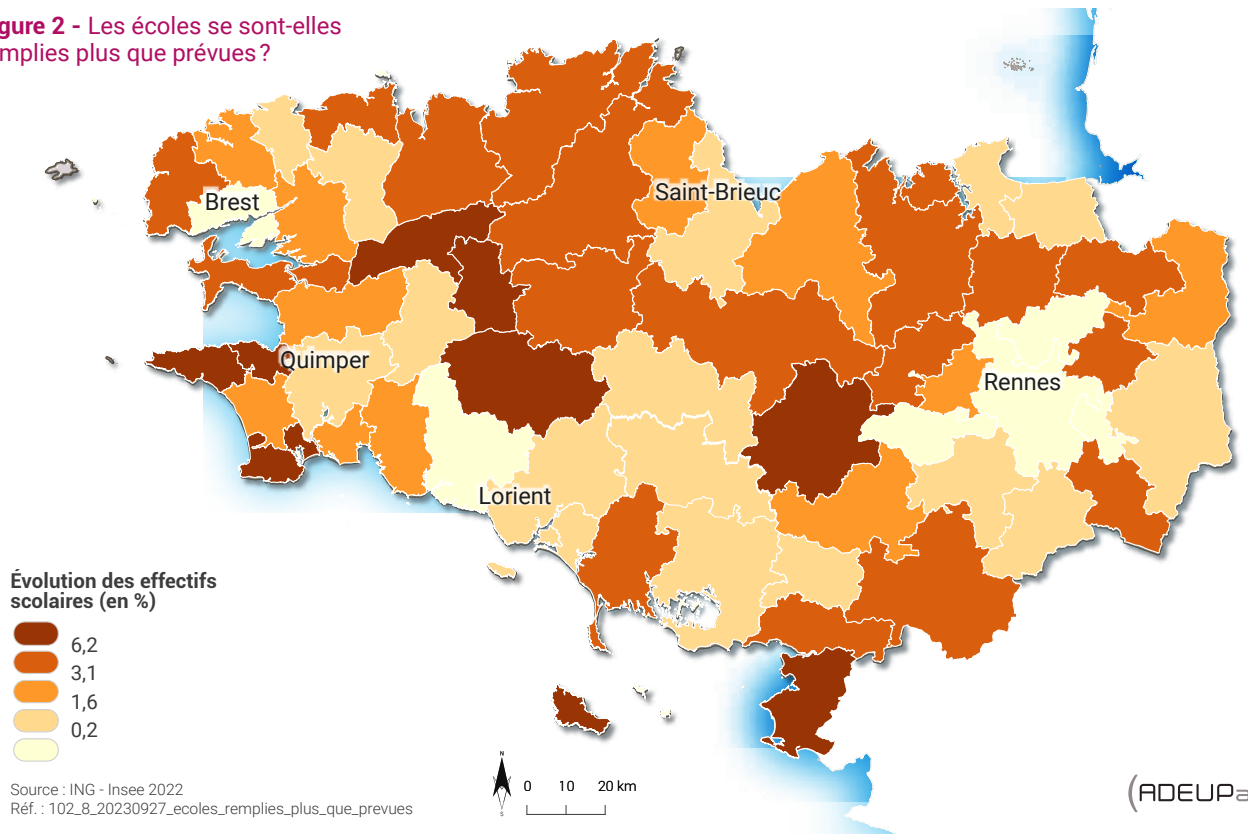 gure 2 - Les écoles se sont-elles
mplies plus que prévues ?
Brest
Saint-Brieuc
Quimper
Rennes
Lorient
Évolution des effectifs
scolaires (en %)
6,2
3,1
1,6
0,2
N
0 10 20 km
S
Source : ING - Insee 2022
Réf. : 102_8_20230927_ecoles_remplies_plus_que_prevues
(ADEUPa